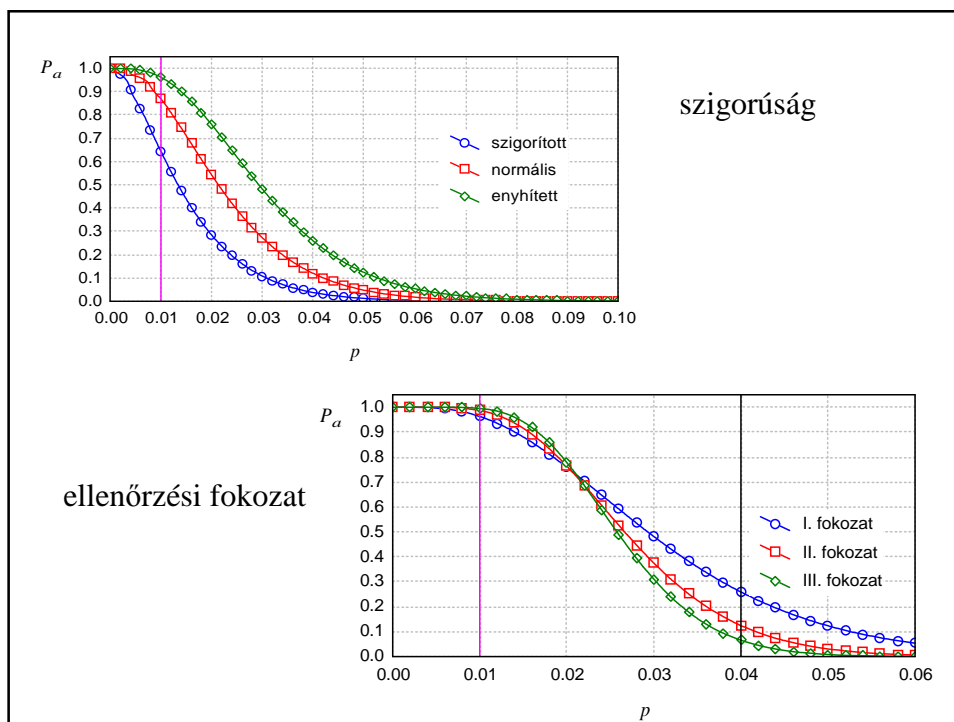 szigorúság
P_a
1.0
0.9
0.8
0.7
0.6
0.5
0.4
0.3
0.2
0.1
0.0
szigorított
normális
enyhített
0.00 0.01 0.02 0.03 0.04 0.05 0.06 0.07 0.08 0.09 0.10
p
ellenőrzési fokozat
P_a
1.0
0.9
0.8
0.7
0.6
0.5
0.4
0.3
0.2
0.1
0.0
I. fokozat
II. fokozat
III. fokozat
0.00 0.01 0.02 0.03 0.04 0.05 0.06
p